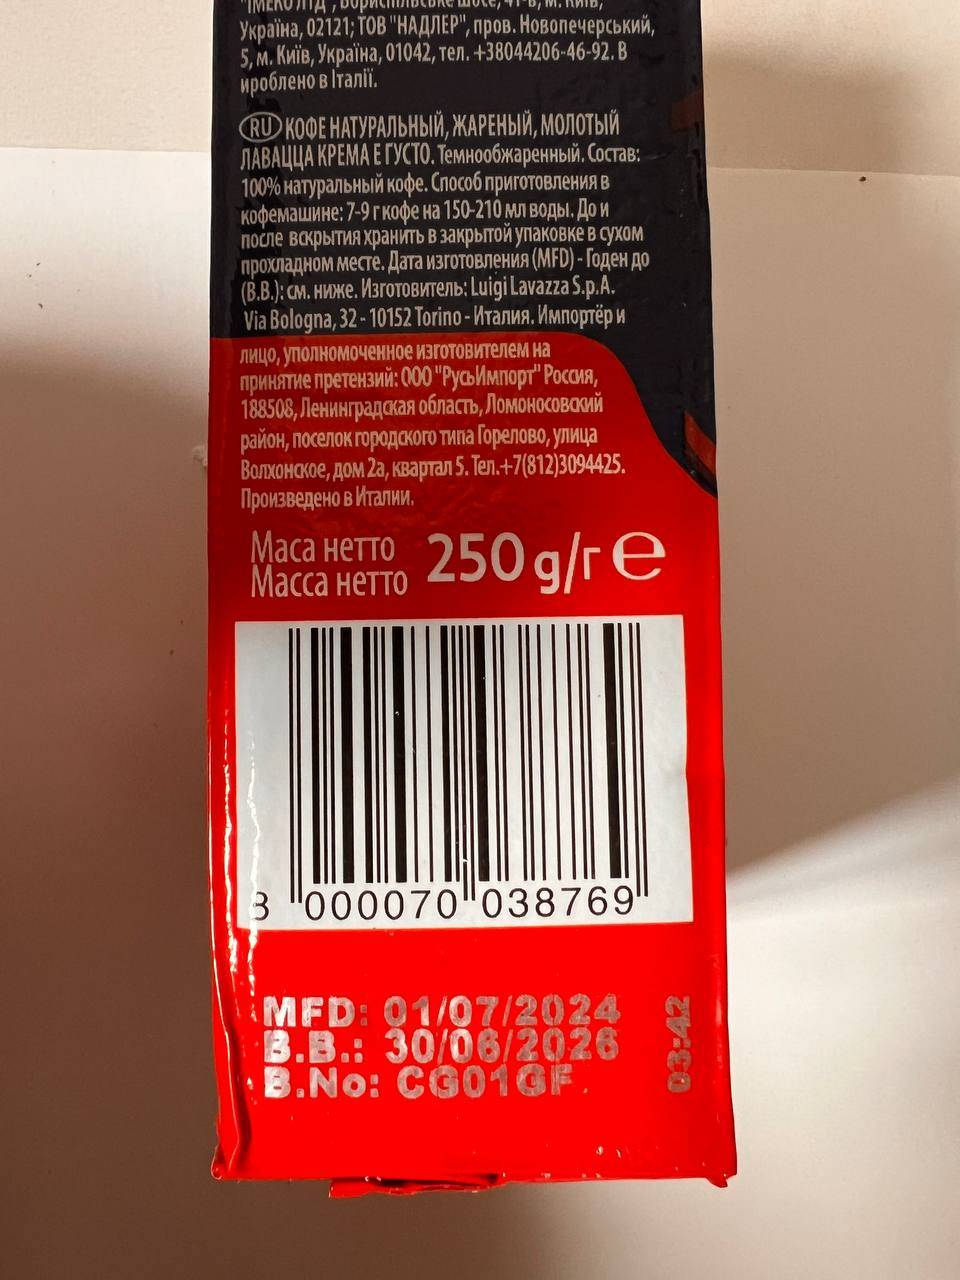 "ІМЕКО ЛТД", Бориспільське шосе, м. Київ,
Україна, 02121; ТОВ "НАДЛЕР", пров. Новопечерський,
5, м. Київ, Україна, 01042, тел. +38044206-46-92. В
ироблено в Італії.
RU КОФЕ НАТУРАЛЬНЫЙ, ЖАРЕНЫЙ, МОЛОТЫЙ
ЛАВАЦЦА КРЕМА Е ГУСТО. Темнообжаренный. Состав:
100% натуральный кофе. Способ приготовления в
кофемашине: 7-9 г кофе на 150-210 мл воды. До и
после вскрытия хранить в закрытой упаковке в сухом
прохладном месте. Дата изготовления (MFD) - Годен до
(B.B.): см. ниже. Изготовитель: Luigi Lavazza S.p.A.
Via Bologna, 32 - 10152 Torino - Италия. Импортёр и
лицо, уполномоченное изготовителем на
принятие претензий: ООО "РусьИмпорт" Россия,
188508, Ленинградская область, Ломоносовский
район, поселок городского типа Горелово, улица
Волхонское, дом 2а, квартал 5. Тел.+7(812)3094425.
Произведено в Италии.
Маса нетто
Масса нетто 250 g/г e
8 000070 038769
MFD: 01/07/2024
B.B.: 30/06/2026
B.No: CG01GF
03:42